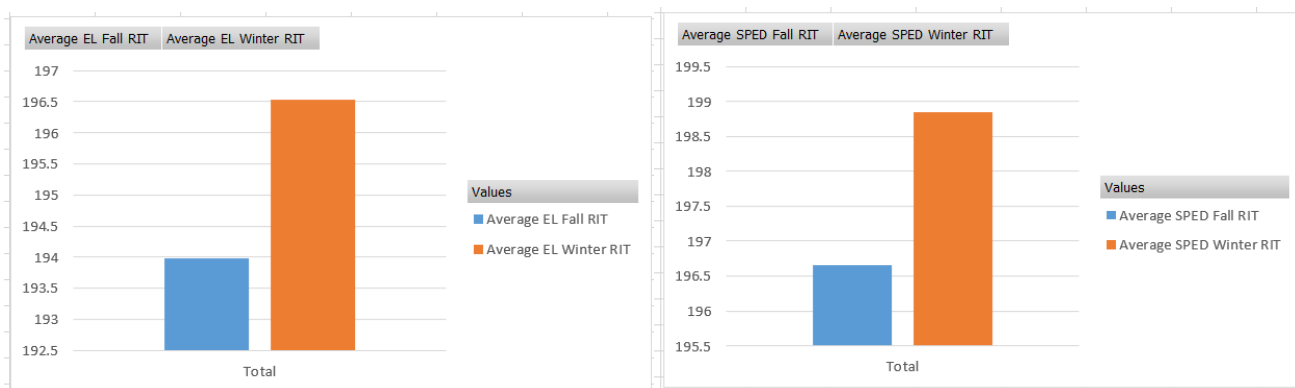 Average EL Fall RIT Average EL Winter RIT
197
196.5
196
195.5
195
194.5
194
193.5
193
192.5
Total
Values
Average EL Fall RIT
Average EL Winter RIT
Average SPED Fall RIT Average SPED Winter RIT
199.5
199
198.5
198
197.5
197
196.5
196
195.5
Total
Values
Average SPED Fall RIT
Average SPED Winter RIT